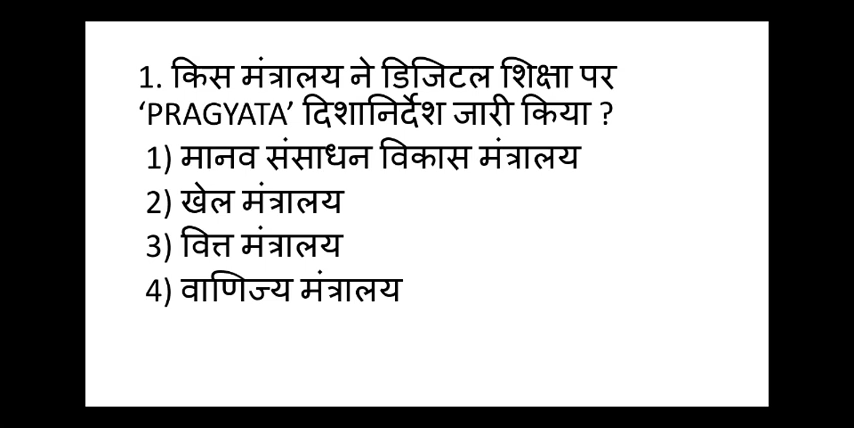 1. किस मंत्रालय ने डिजिटल शिक्षा पर
‘PRAGYATA’ दिशानिर्देश जारी किया ?
1) मानव संसाधन विकास मंत्रालय
2) खेल मंत्रालय
3) वित्त मंत्रालय
4) वाणिज्य मंत्रालय